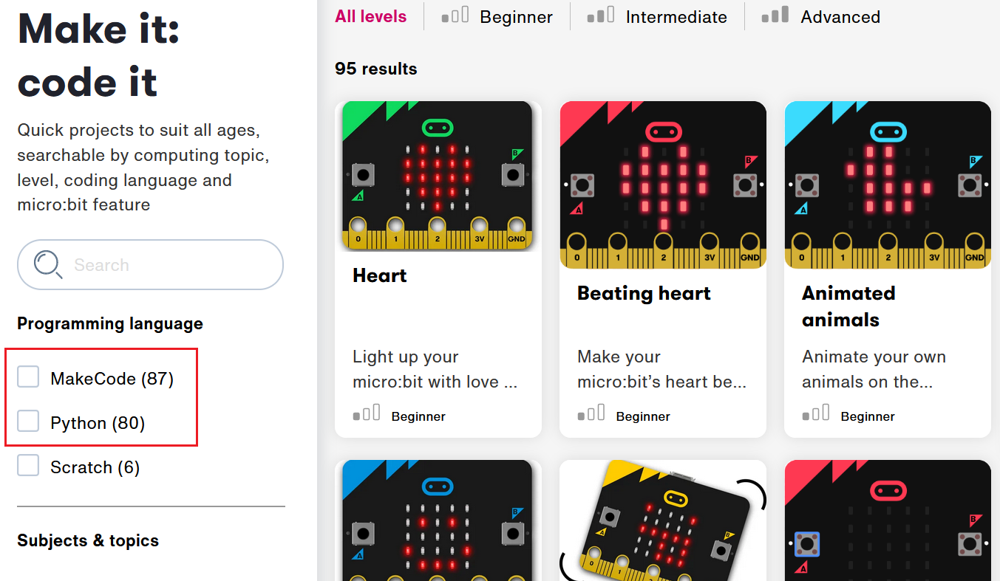 Make it:
code it
Quick projects to suit all ages,
searchable by computing topic,
level, coding language and
micro:bit feature
Search
Programming language
MakeCode (87)
Python (80)
Scratch (6)
Subjects & topics
All levels
Beginner
Intermediate
Advanced
95 results
B
A
0 1 2 3V GND
Heart
Light up your
micro:bit with love ...
Beginner
B
A
0 1 2 3V GND
Beating heart
Make your
micro:bit’s heart be...
Beginner
B
A
0 1 2 3V GND
Animated
animals
Animate your own
animals on the...
Beginner
B
A
A
B
0 1 2
B
A